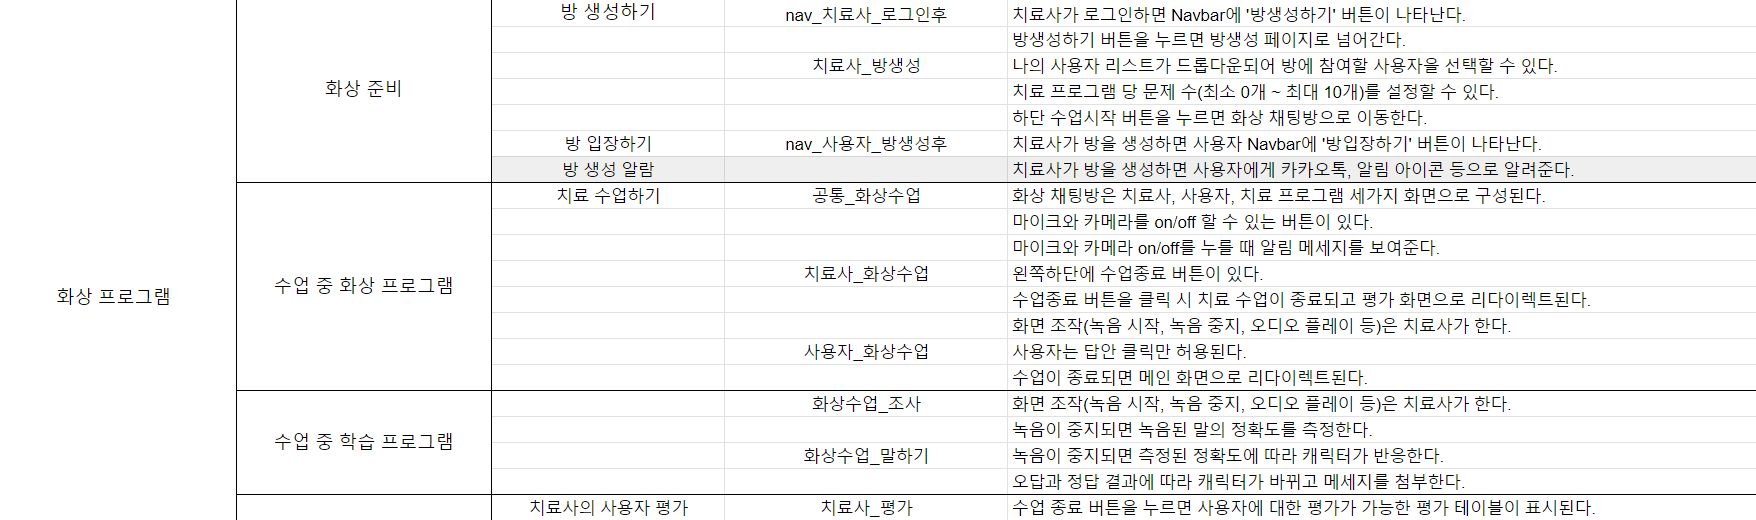 방 생성하기 nav_치료사_로그인후 치료사가 로그인하면 Navbar에 '방생성하기' 버튼이 나타난다.
방생성하기 버튼을 누르면 방생성 페이지로 넘어간다.
치료사_방생성 나의 사용자 리스트가 드롭다운되어 방에 참여할 사용자을 선택할 수 있다.
화상 준비
치료 프로그램 당 문제 수(최소 0개 ~ 최대 10개)를 설정할 수 있다.
하단 수업시작 버튼을 누르면 화상 채팅방으로 이동한다.
방 입장하기 nav_사용자_방생성후 치료사가 방을 생성하면 사용자 Navbar에 '방입장하기' 버튼이 나타난다.
방 생성 알람 치료사가 방을 생성하면 사용자에게 카카오톡, 알림 아이콘 등으로 알려준다.
치료 수업하기 공통_화상수업 화상 채팅방은 치료사, 사용자, 치료 프로그램 세가지 화면으로 구성된다.
마이크와 카메라를 on/off 할 수 있는 버튼이 있다.
마이크와 카메라 on/off를 누를 때 알림 메세지를 보여준다.
치료사_화상수업 왼쪽하단에 수업종료 버튼이 있다.
수업 중 화상 프로그램
화상 프로그램
수업종료 버튼을 클릭 시 치료 수업이 종료되고 평가 화면으로 리다이렉트된다.
화면 조작(녹음 시작, 녹음 중지, 오디오 플레이 등)은 치료사가 한다.
사용자_화상수업 사용자는 답안 클릭만 허용된다.
수업이 종료되면 메인 화면으로 리다이렉트된다.
화상수업_조사 화면 조작(녹음 시작, 녹음 중지, 오디오 플레이 등)은 치료사가 한다.
녹음이 중지되면 녹음된 말의 정확도를 측정한다.
수업 중 학습 프로그램
화상수업_말하기 녹음이 중지되면 측정된 정확도에 따라 캐릭터가 반응한다.
오답과 정답 결과에 따라 캐릭터가 바뀌고 메세지를 첨부한다.
치료사의 사용자 평가 치료사_평가 수업 종료 버튼을 누르면 사용자에 대한 평가가 가능한 평가 테이블이 표시된다.